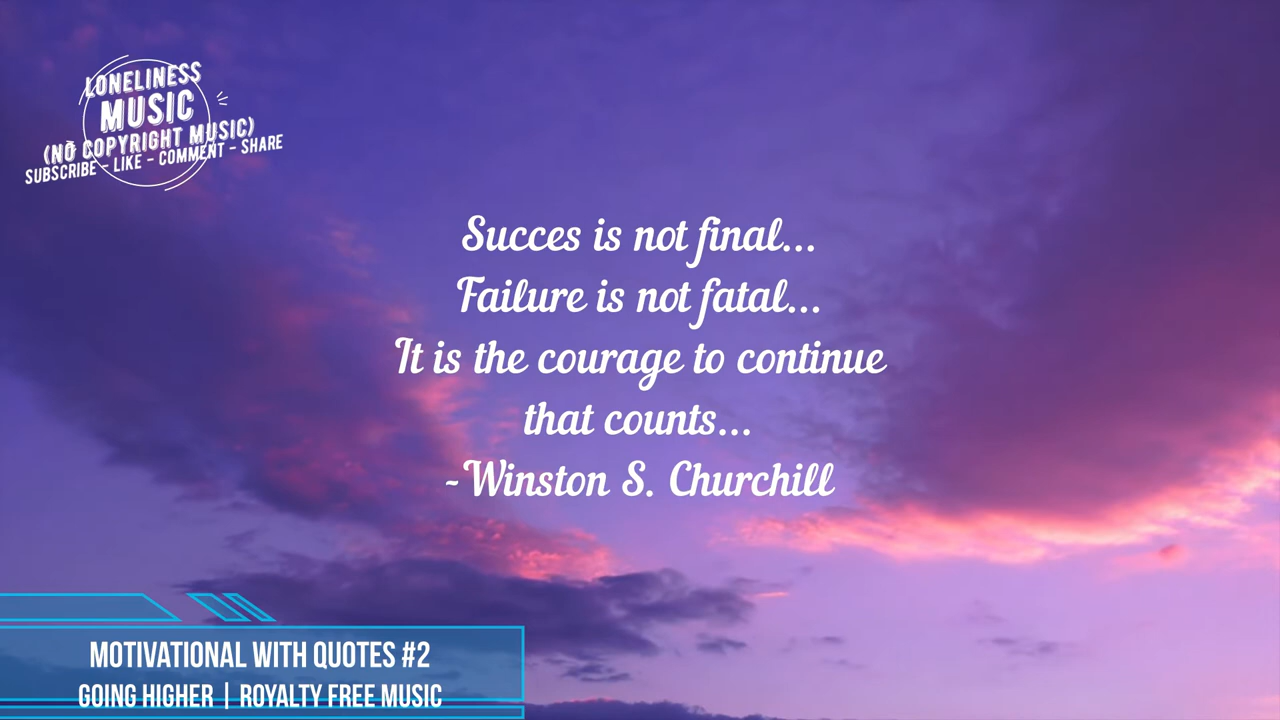 LONELINESS
MUSIC
(NO COPYRIGHT MUSIC)
SUBSCRIBE - LIKE - COMMENT - SHARE
Succes is not final...
Failure is not fatal...
It is the courage to continue
that counts...
-Winston S. Churchill
MOTIVATIONAL WITH QUOTES #2
GOING HIGHER | ROYALTY FREE MUSIC